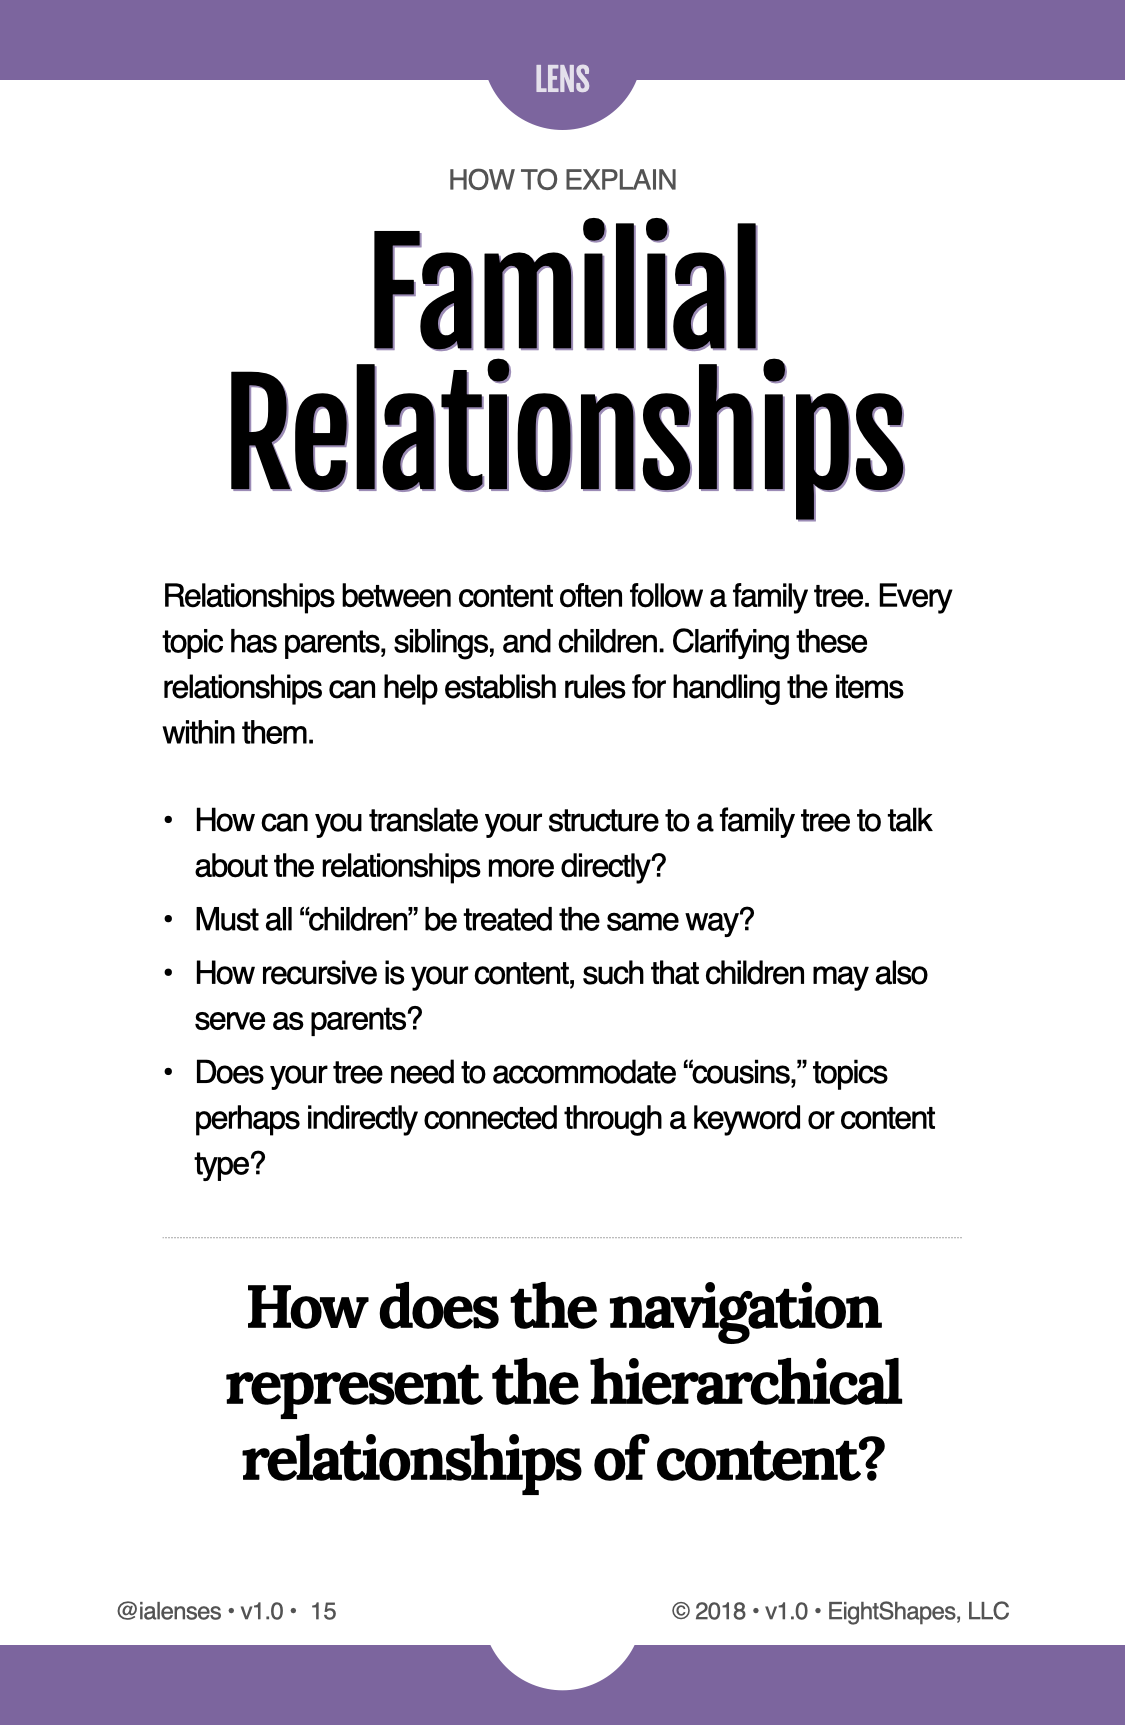 LENS
HOW TO EXPLAIN
Familial
Relationships
Relationships between content often follow a family tree. Every
topic has parents, siblings, and children. Clarifying these
relationships can help establish rules for handling the items
within them.
• How can you translate your structure to a family tree to talk
about the relationships more directly?
• Must all “children” be treated the same way?
• How recursive is your content, such that children may also
serve as parents?
• Does your tree need to accommodate “cousins,” topics
perhaps indirectly connected through a keyword or content
type?
How does the navigation
represent the hierarchical
relationships of content?
@ialenses • v1.0 • 15
© 2018 • v1.0 • EightShapes, LLC